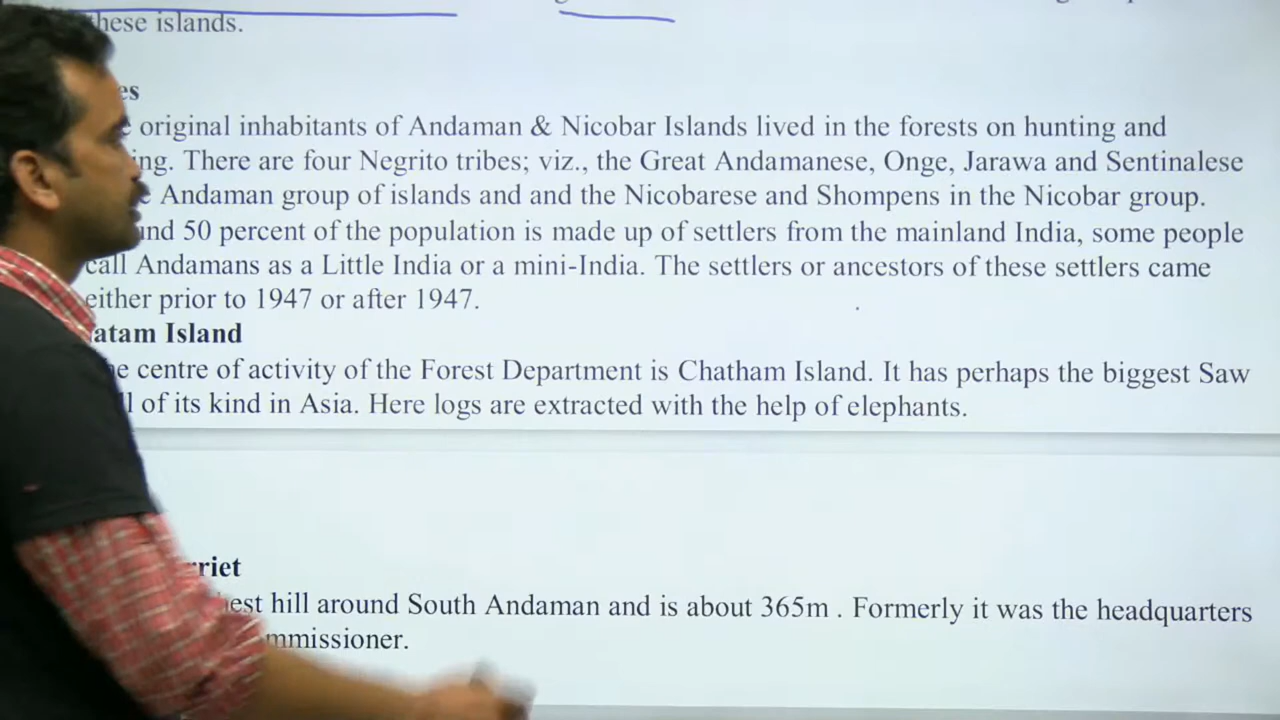 these islands.
es
original inhabitants of Andaman & Nicobar Islands lived in the forests on hunting and
ing. There are four Negrito tribes; viz., the Great Andamanese, Onge, Jarawa and Sentinalese
Andaman group of islands and and the Nicobarese and Shompens in the Nicobar group.
nd 50 percent of the population is made up of settlers from the mainland India, some people
call Andamans as a Little India or a mini-India. The settlers or ancestors of these settlers came
either prior to 1947 or after 1947.
atam Island
e centre of activity of the Forest Department is Chatham Island. It has perhaps the biggest Saw
l of its kind in Asia. Here logs are extracted with the help of elephants.
rriet
est hill around South Andaman and is about 365m . Formerly it was the headquarters
mmissioner.